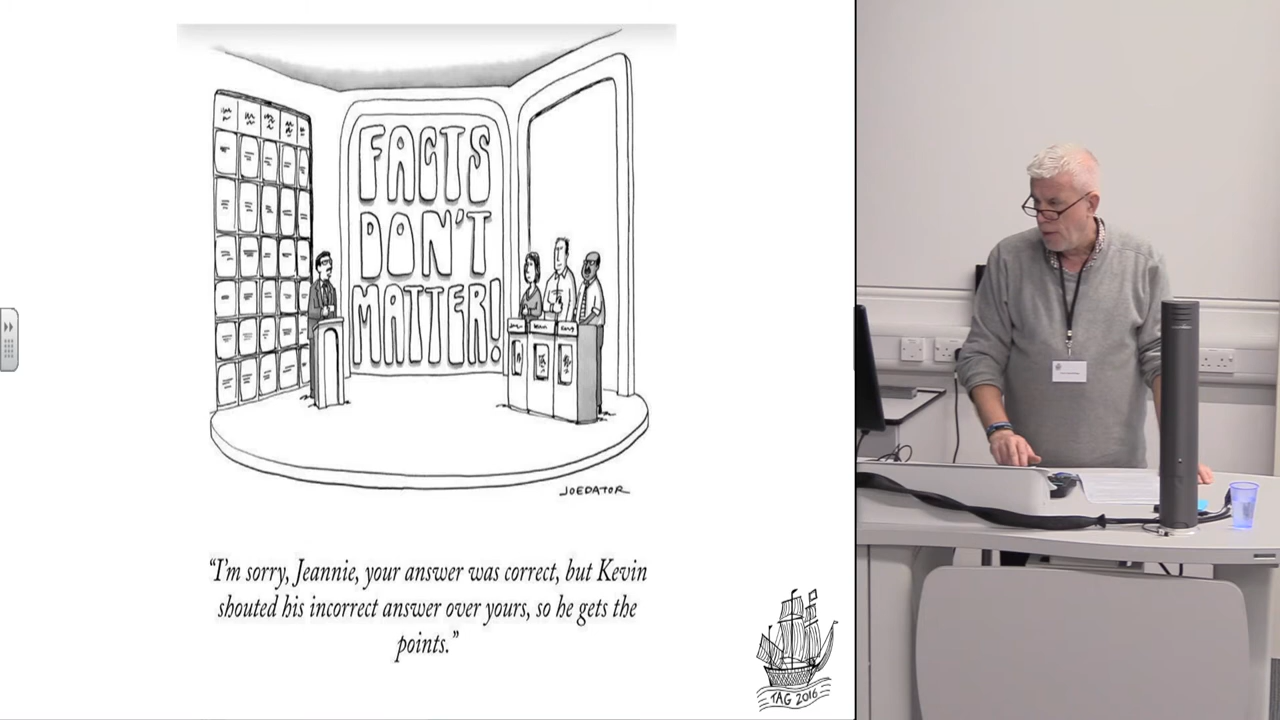 FACTS
DON'T
MATTER!
JOEDATOR
“I'm sorry, Jeannie, your answer was correct, but Kevin
shouted his incorrect answer over yours, so he gets the
points.”
TAG 2016